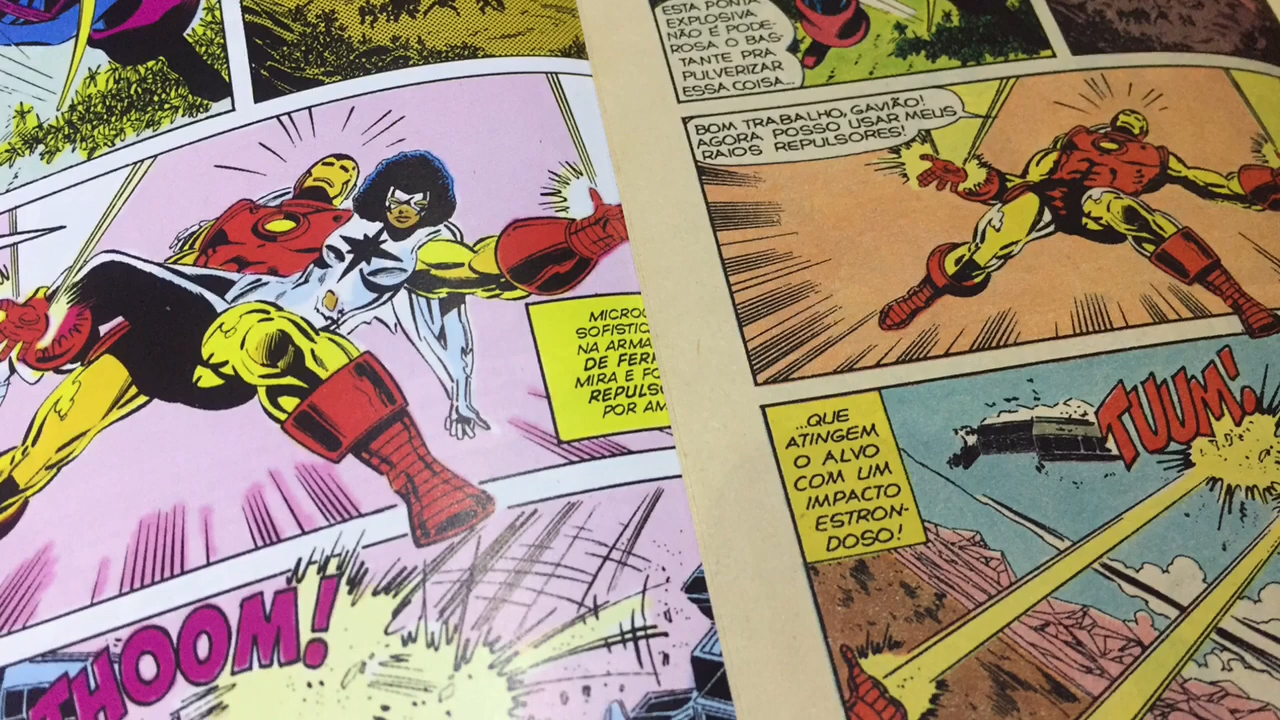 MICRO
SOFISTIC
NA ARMA
DE FER
MIRA E FO
REPULS
POR AM
THOOM!
ESTA PONTA
EXPLOSIVA
NÃO É PODE-
ROSA O BAS-
TANTE PRA
PULVERIZAR
ESSA COISA...
BOM TRABALHO, GAVIÃO!
AGORA POSSO USAR MEUS
RAIOS REPULSORES!
...QUE
ATINGEM
O ALVO
COM UM
IMPACTO
ESTRON-
DOSO!
TUUM!